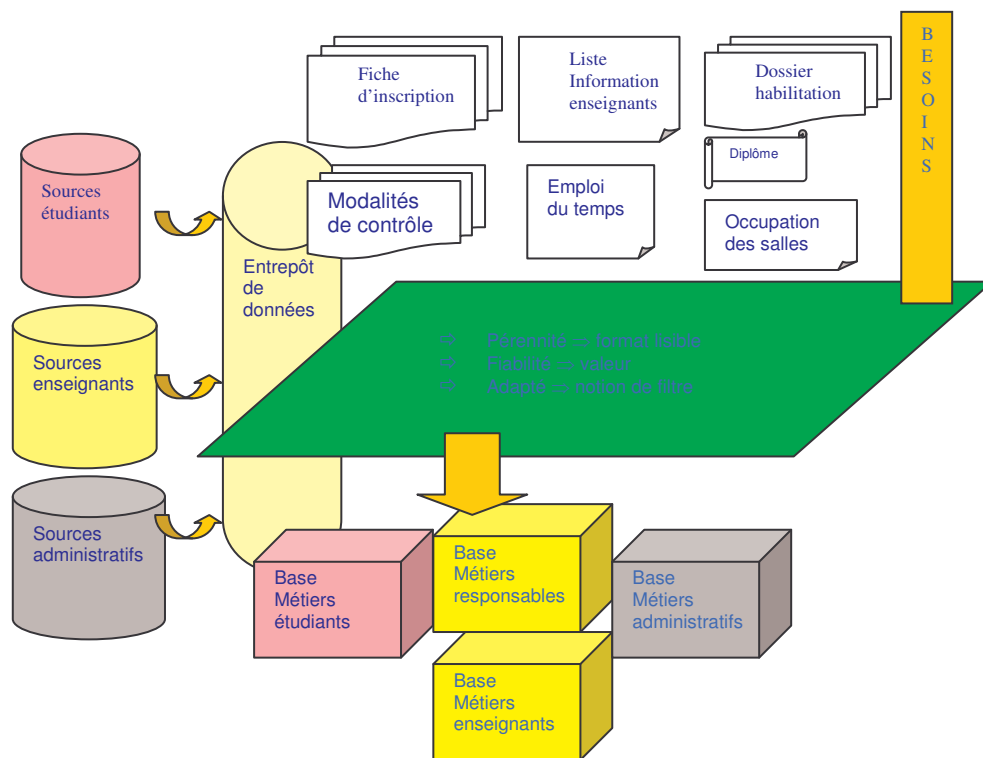 Fiche
d'inscription
Liste
Information
enseignants
Dossier
habilitation
B
E
S
O
I
N
S
Diplôme
Sources
étudiants
Modalités
de contrôle
Emploi
du temps
Occupation
des salles
Entrepôt
de
données
⇨ Pérennité ⇨ format lisible
⇨ Fiabilité ⇨ valeur
⇨ Adapté ⇨ notion de filtre
Sources
enseignants
Sources
administratifs
Base
Métiers
étudiants
Base
Métiers
responsables
Base
Métiers
administratifs
Base
Métiers
enseignants